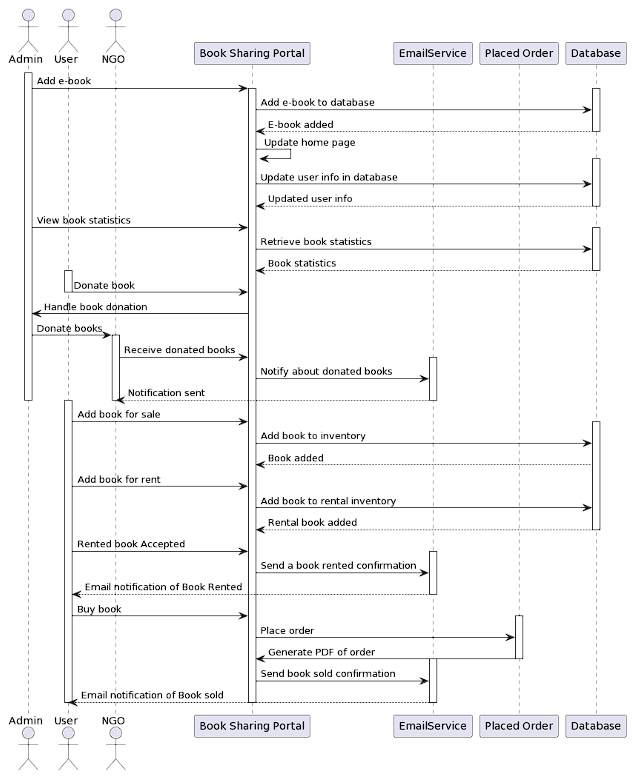 Admin User NGO Book Sharing Portal EmailService Placed Order Database
Add e-book
Add e-book to database
E-book added
Update home page
Update user info in database
Updated user info
View book statistics
Retrieve book statistics
Book statistics
Donate book
Handle book donation
Donate books
Receive donated books
Notify about donated books
Notification sent
Add book for sale
Add book to inventory
Book added
Add book for rent
Add book to rental inventory
Rental book added
Rented book Accepted
Send a book rented confirmation
Email notification of Book Rented
Buy book
Place order
Generate PDF of order
Send book sold confirmation
Email notification of Book sold
Admin User NGO Book Sharing Portal EmailService Placed Order Database